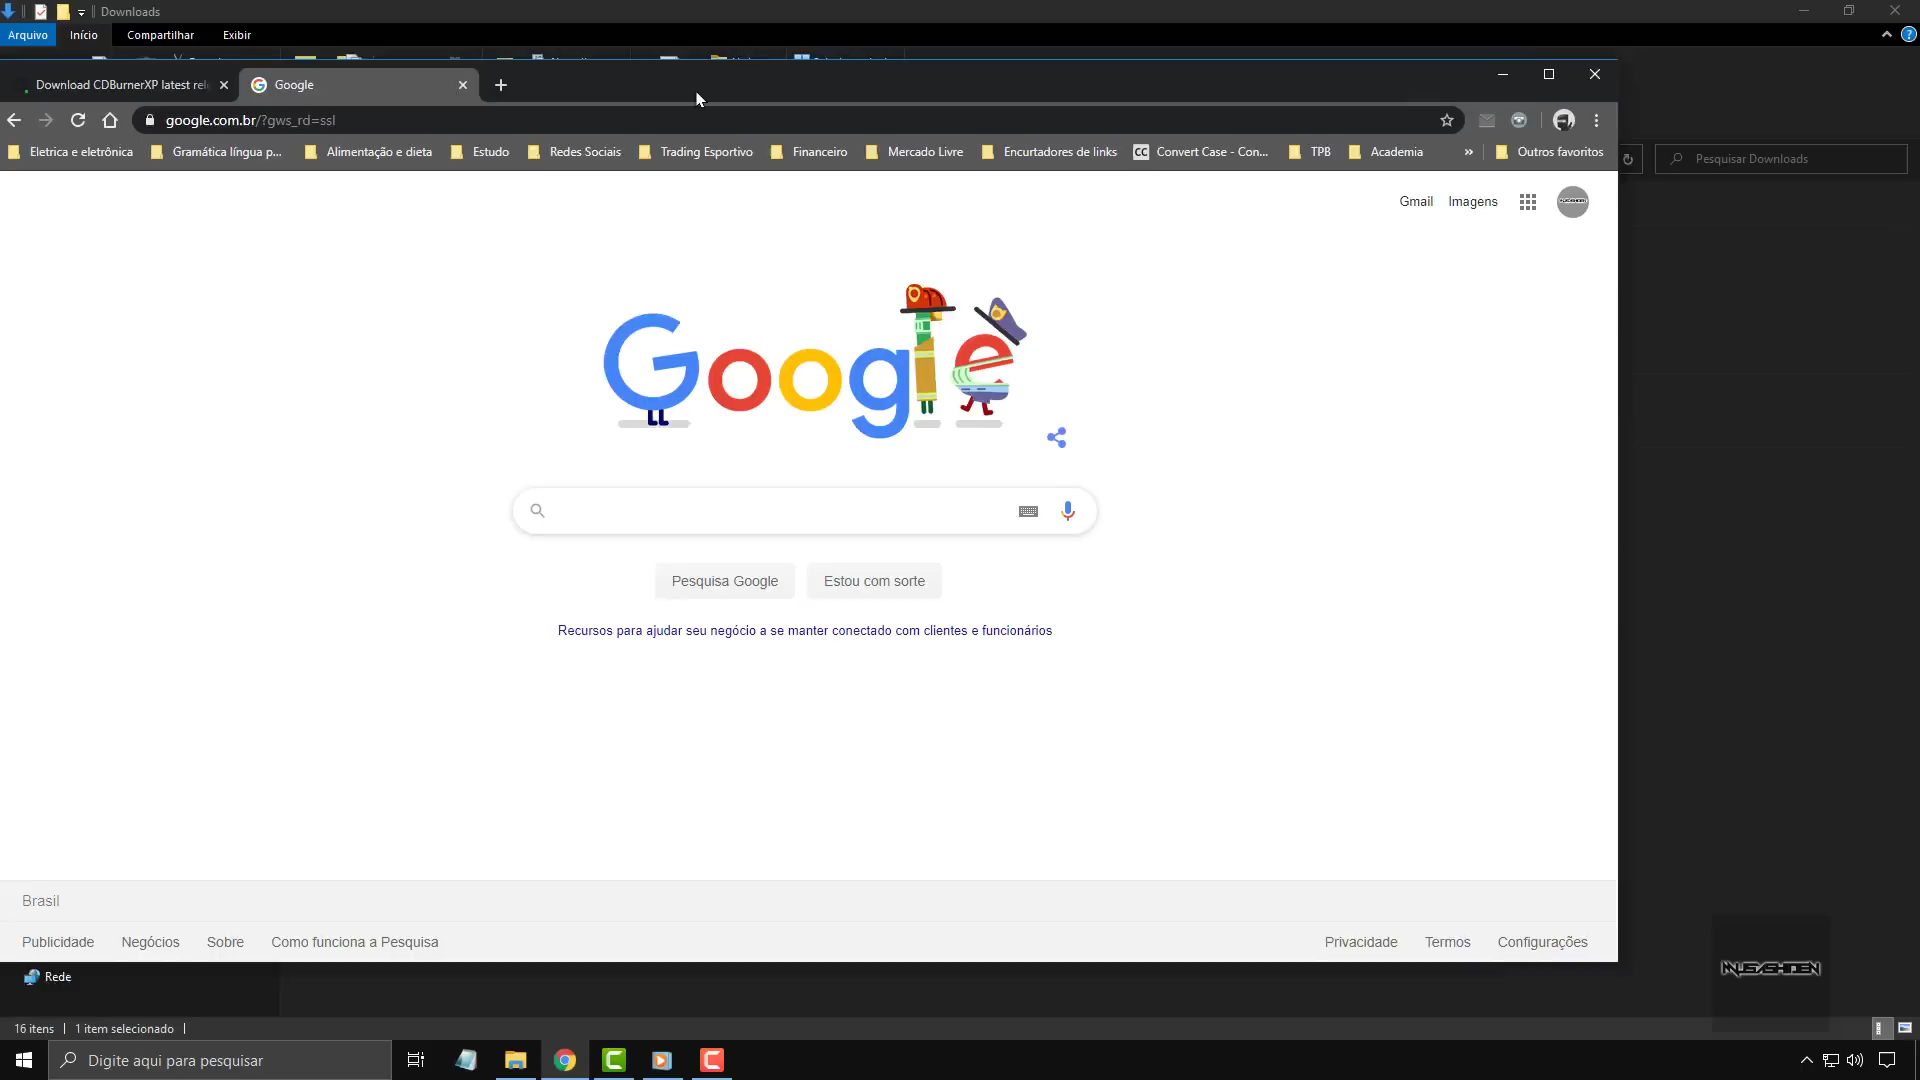 Downloads
Arquivo Início Compartilhar Exibir
Download CDBurnerXP latest rel
Google
google.com.br/?gws_rd=ssl
Eletrica e eletrônica Gramática língua p... Alimentação e dieta Estudo Redes Sociais Trading Esportivo Financeiro Mercado Livre Encurtadores de links CC Convert Case - Con... TPB Academia » Outros favoritos
Pesquisar Downloads
Gmail Imagens
Google
Pesquisa Google Estou com sorte
Recursos para ajudar seu negócio a se manter conectado com clientes e funcionários
Brasil
Publicidade Negócios Sobre Como funciona a Pesquisa Privacidade Termos Configurações
Rede
16 itens 1 item selecionado
Digite aqui para pesquisar